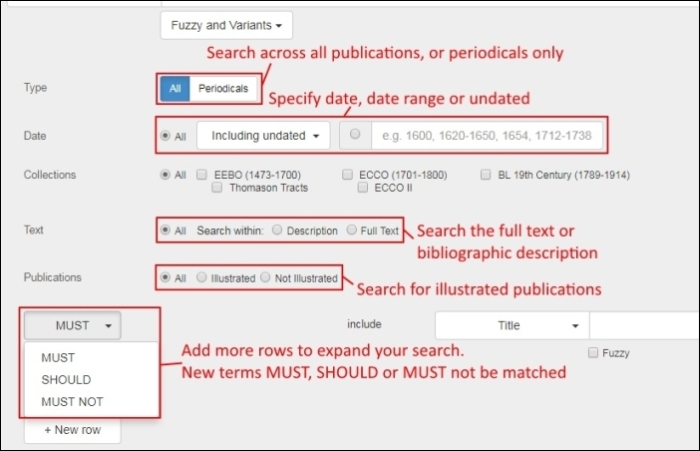 Fuzzy and Variants
Search across all publications, or periodicals only
Type
All Periodicals
Specify date, date range or undated
Date
All Including undated e.g. 1600, 1620-1650, 1654, 1712-1738
Collections
All EEBO (1473-1700) ECCO (1701-1800) BL 19th Century (1789-1914)
Thomason Tracts ECCO II
Text
All Search within: Description Full Text
Search the full text or
bibliographic description
Publications
All Illustrated Not Illustrated
Search for illustrated publications
MUST include Title
Fuzzy
MUST
SHOULD
MUST NOT
Add more rows to expand your search.
New terms MUST, SHOULD or MUST not be matched
+ New row